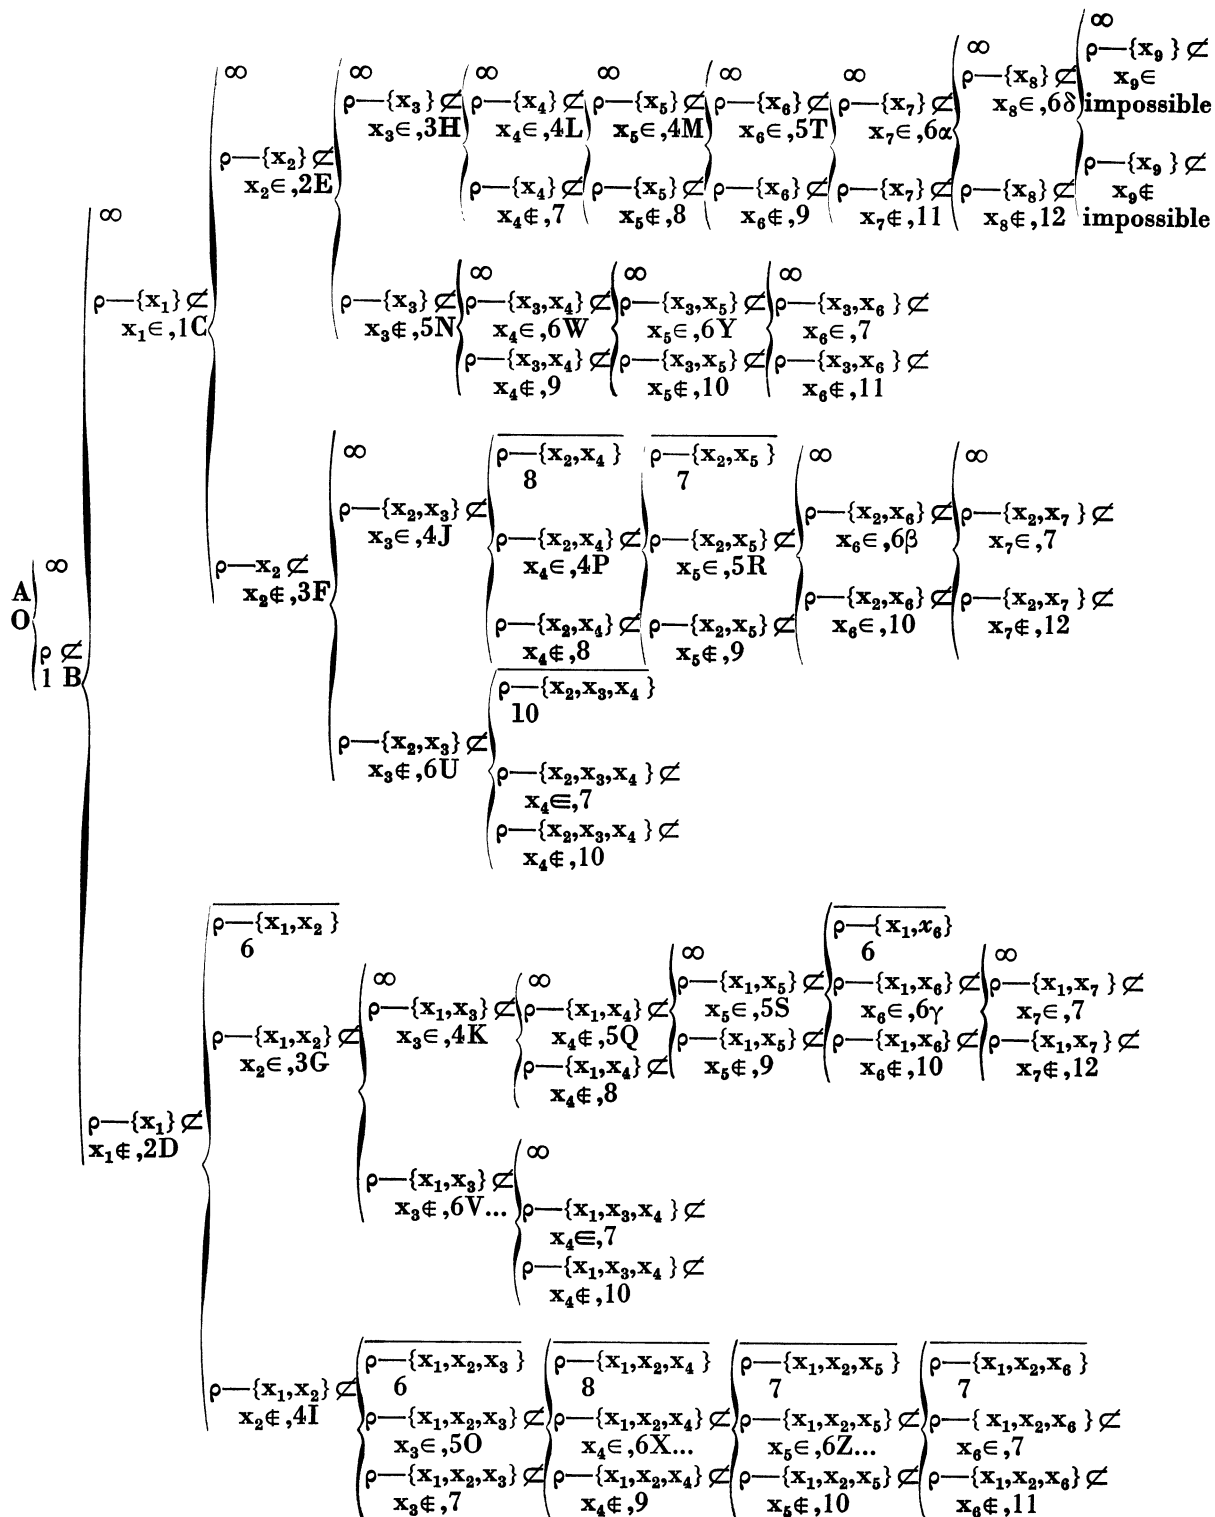 A
O
∞
ρ ⊄
1 B
∞
ρ—{x₁} ⊄
x₁∈,1C
∞
ρ—{x₂} ⊄
x₂∈,2E
∞
ρ—{x₃} ⊄
x₃∈,3H
∞
ρ—{x₄} ⊄
x₄∈,4L
∞
ρ—{x₅} ⊄
x₅∈,4M
∞
ρ—{x₆} ⊄
x₆∈,5T
∞
ρ—{x₇} ⊄
x₇∈,6α
∞
ρ—{x₈} ⊄
x₈∈,6δ
∞
ρ—{x₉ } ⊄
x₉∈
impossible
ρ—{x₉ } ⊄
x₉∉
impossible
ρ—{x₈} ⊄
x₈∉,12
ρ—{x₇} ⊄
x₇∉,11
ρ—{x₆} ⊄
x₆∉,9
ρ—{x₅} ⊄
x₅∉,8
ρ—{x₄} ⊄
x₄∉,7
ρ—{x₃} ⊄
x₃∉,5N
∞
ρ—{x₃,x₄} ⊄
x₄∈,6W
ρ—{x₃,x₄} ⊄
x₄∉,9
∞
ρ—{x₃,x₅} ⊄
x₅∈,6Y
ρ—{x₃,x₅} ⊄
x₅∉,10
∞
ρ—{x₃,x₆ } ⊄
x₆∈,7
ρ—{x₃,x₆ } ⊄
x₆∉,11
ρ—x₂ ⊄
x₂∉,3F
∞
ρ—{x₂,x₃} ⊄
x₃∈,4J
ρ—{x₂,x₄ }
8
ρ—{x₂,x₄} ⊄
x₄∈,4P
ρ—{x₂,x₄} ⊄
x₄∉,8
ρ—{x₂,x₅ }
7
ρ—{x₂,x₅} ⊄
x₅∈,5R
ρ—{x₂,x₅} ⊄
x₅∉,9
∞
ρ—{x₂,x₆} ⊄
x₆∈,6β
ρ—{x₂,x₆} ⊄
x₆∈,10
∞
ρ—{x₂,x₇ } ⊄
x₇∈,7
ρ—{x₂,x₇ } ⊄
x₇∉,12
ρ—{x₂,x₃} ⊄
x₃∉,6U
ρ—{x₂,x₃,x₄ }
10
ρ—{x₂,x₃,x₄ } ⊄
x₄∈,7
ρ—{x₂,x₃,x₄ } ⊄
x₄∉,10
ρ—{x₁} ⊄
x₁∉,2D
ρ—{x₁,x₂ }
6
ρ—{x₁,x₂} ⊄
x₂∈,3G
∞
ρ—{x₁,x₃} ⊄
x₃∈,4K
∞
ρ—{x₁,x₄} ⊄
x₄∉,5Q
ρ—{x₁,x₄} ⊄
x₄∉,8
∞
ρ—{x₁,x₅} ⊄
x₅∈,5S
ρ—{x₁,x₅} ⊄
x₅∉,9
ρ—{ x₁,x₆}
6
ρ—{x₁,x₆} ⊄
x₆∈,6γ
ρ—{x₁,x₆} ⊄
x₆∉,10
∞
ρ—{x₁,x₇ } ⊄
x₇∈,7
ρ—{x₁,x₇} ⊄
x₇∉,12
ρ—{x₁,x₃} ⊄
x₃∉,6V...
∞
ρ—{x₁,x₃,x₄ } ⊄
x₄∈,7
ρ—{x₁,x₃,x₄ } ⊄
x₄∉,10
ρ—{x₁,x₂} ⊄
x₂∉,4I
ρ—{x₁,x₂,x₃ }
6
ρ—{x₁,x₂,x₃} ⊄
x₃∈,5O
ρ—{x₁,x₂,x₃} ⊄
x₃∉,7
ρ—{x₁,x₂,x₄ }
8
ρ—{x₁,x₂,x₄} ⊄
x₄∈,6X...
ρ—{x₁,x₂,x₄} ⊄
x₄∉,9
ρ—{x₁,x₂,x₅ }
7
ρ—{x₁,x₂,x₅} ⊄
x₅∈,6Z...
ρ—{x₁,x₂,x₅} ⊄
x₅∉,10
ρ—{x₁,x₂,x₆ }
7
ρ—{ x₁,x₂,x₆ } ⊄
x₆∈,7
ρ—{x₁,x₂,x₆} ⊄
x₆∉,11